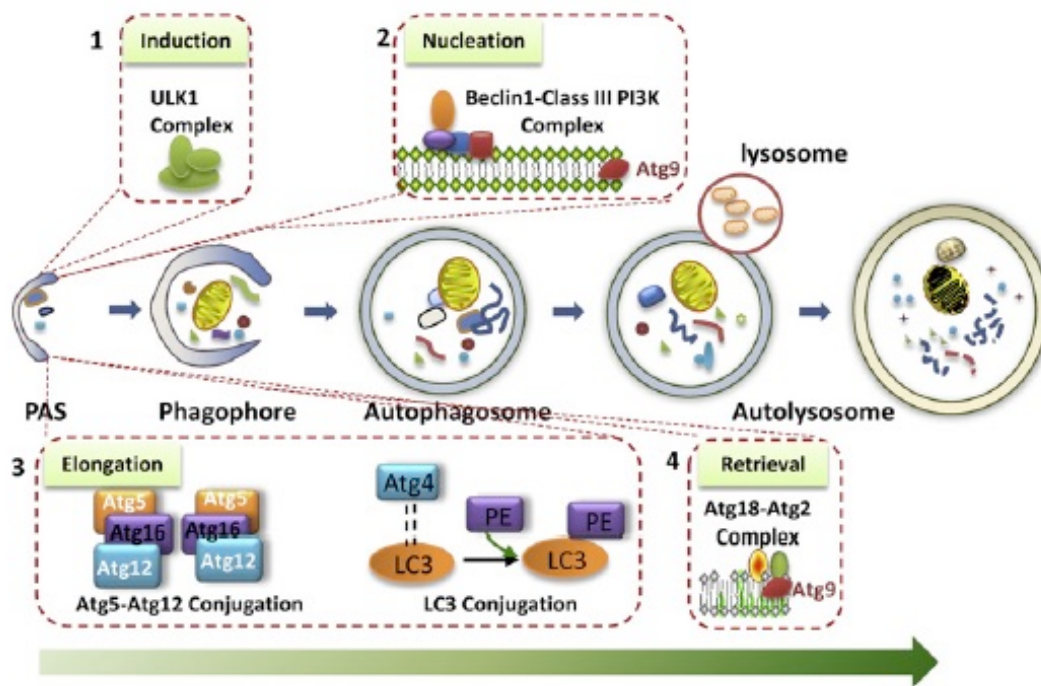 1
Induction
ULK1
Complex
2
Nucleation
Beclin1-Class III PI3K
Complex
Atg9
lysosome
PAS
Phagophore
Autophagosome
Autolysosome
3
Elongation
Atg5
Atg16
Atg12
Atg5
Atg16
Atg12
Atg5-Atg12 Conjugation
Atg4
LC3
PE
PE
LC3
LC3 Conjugation
4
Retrieval
Atg18-Atg2
Complex
Atg9